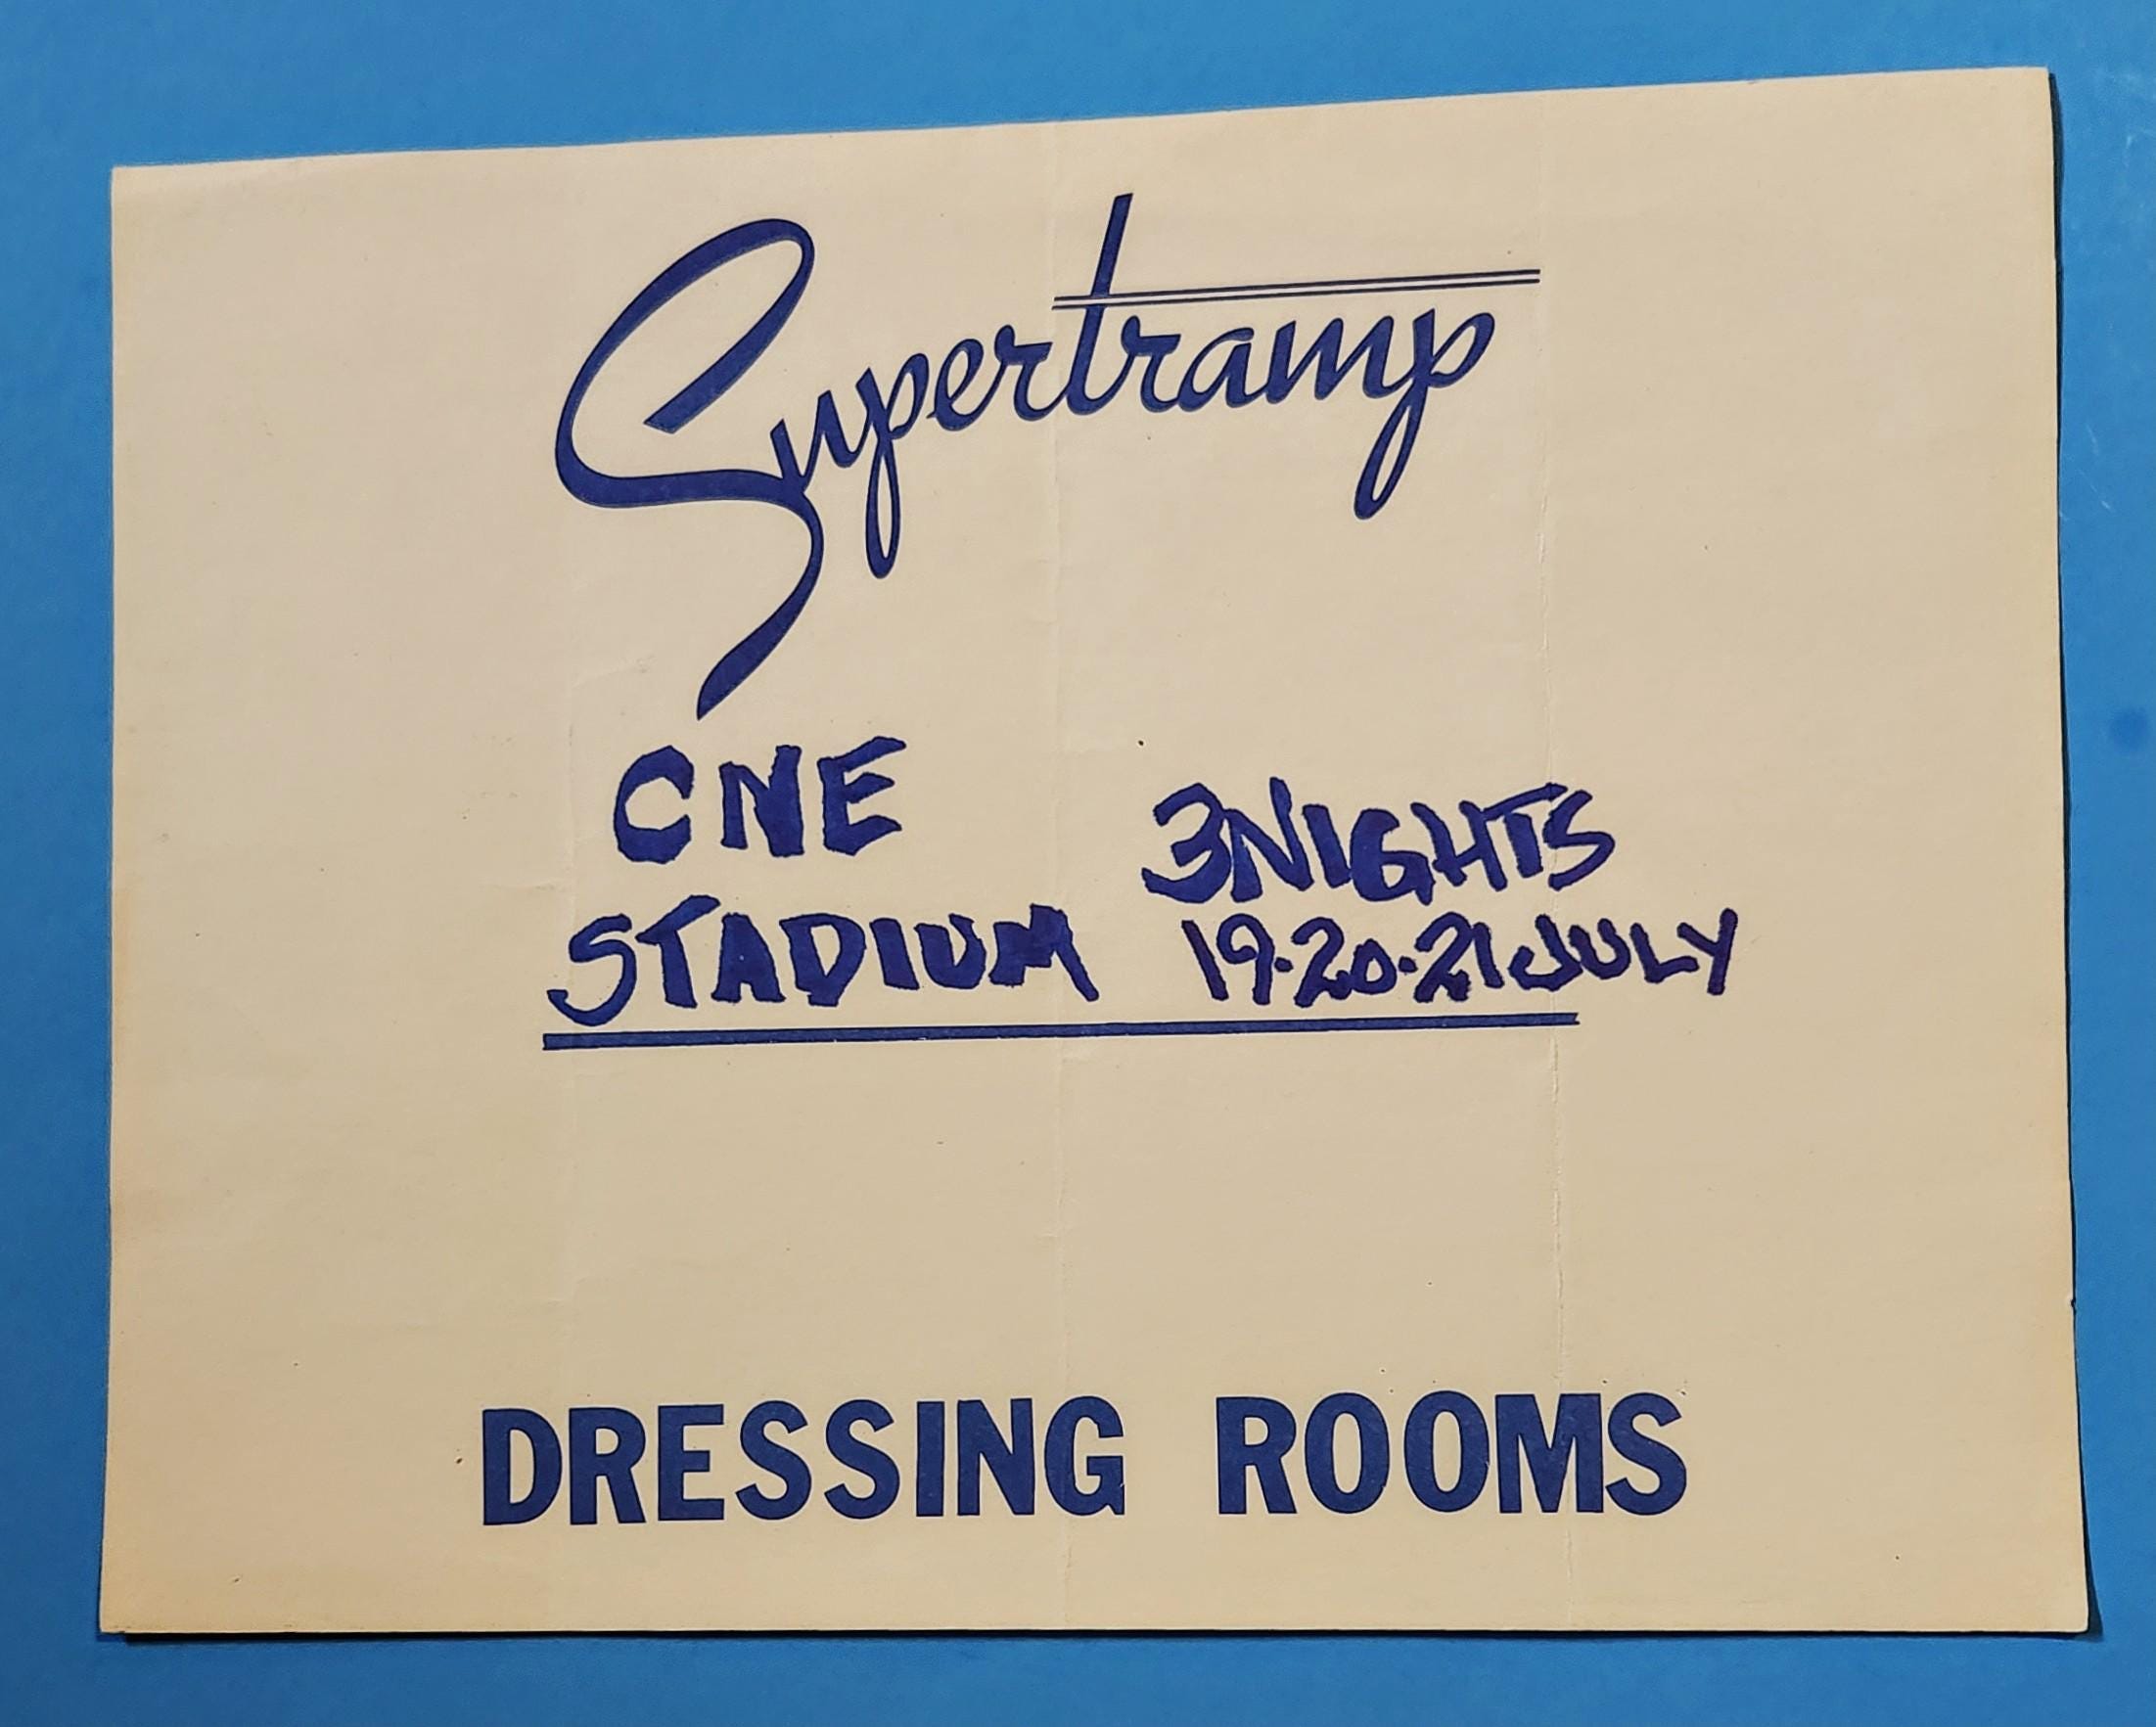 Supertramp
CNE
STADIUM
3NIGHTS
19·20·21 JULY
DRESSING ROOMS